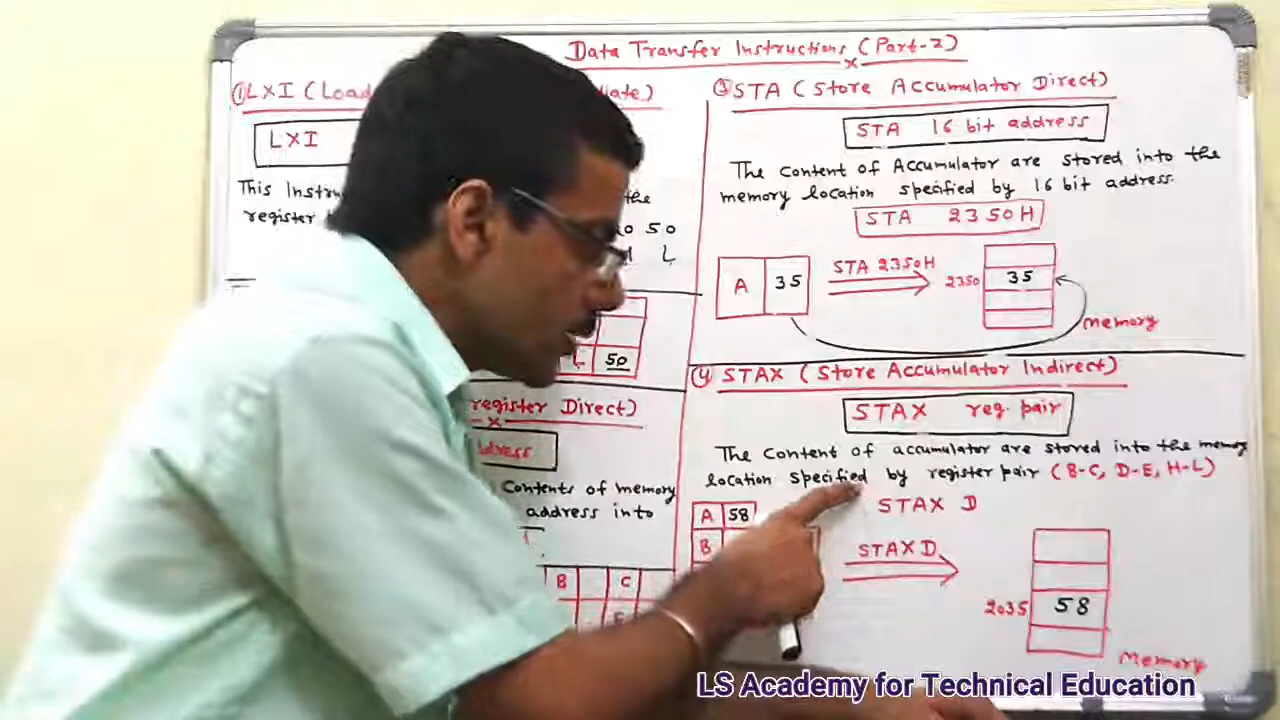 Data Transfer Instructions (Part-2)
① LXI (Load
LXI
This Instr
the
register
50
L
50
register Direct)
address
Contents of memory
address into
B C
③ STA (Store Accumulator Direct)
STA 16 bit address
The content of Accumulator are stored into the
memory location specified by 16 bit address.
STA 2350H
A 35
STA 2350H
2350 35
Memory
④ STAX (Store Accumulator Indirect)
STAX reg. pair
The content of accumulator are stored into the memory
location specified by register pair (B-C, D-E, H-L)
STAX D
A 58
B
STAX D
2035 58
Memory
LS Academy for Technical Education